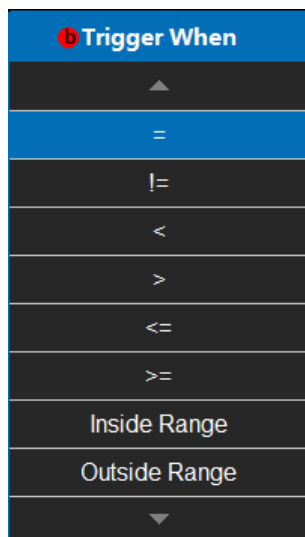 b Trigger When
=
!=
<
>
<=
>=
Inside Range
Outside Range